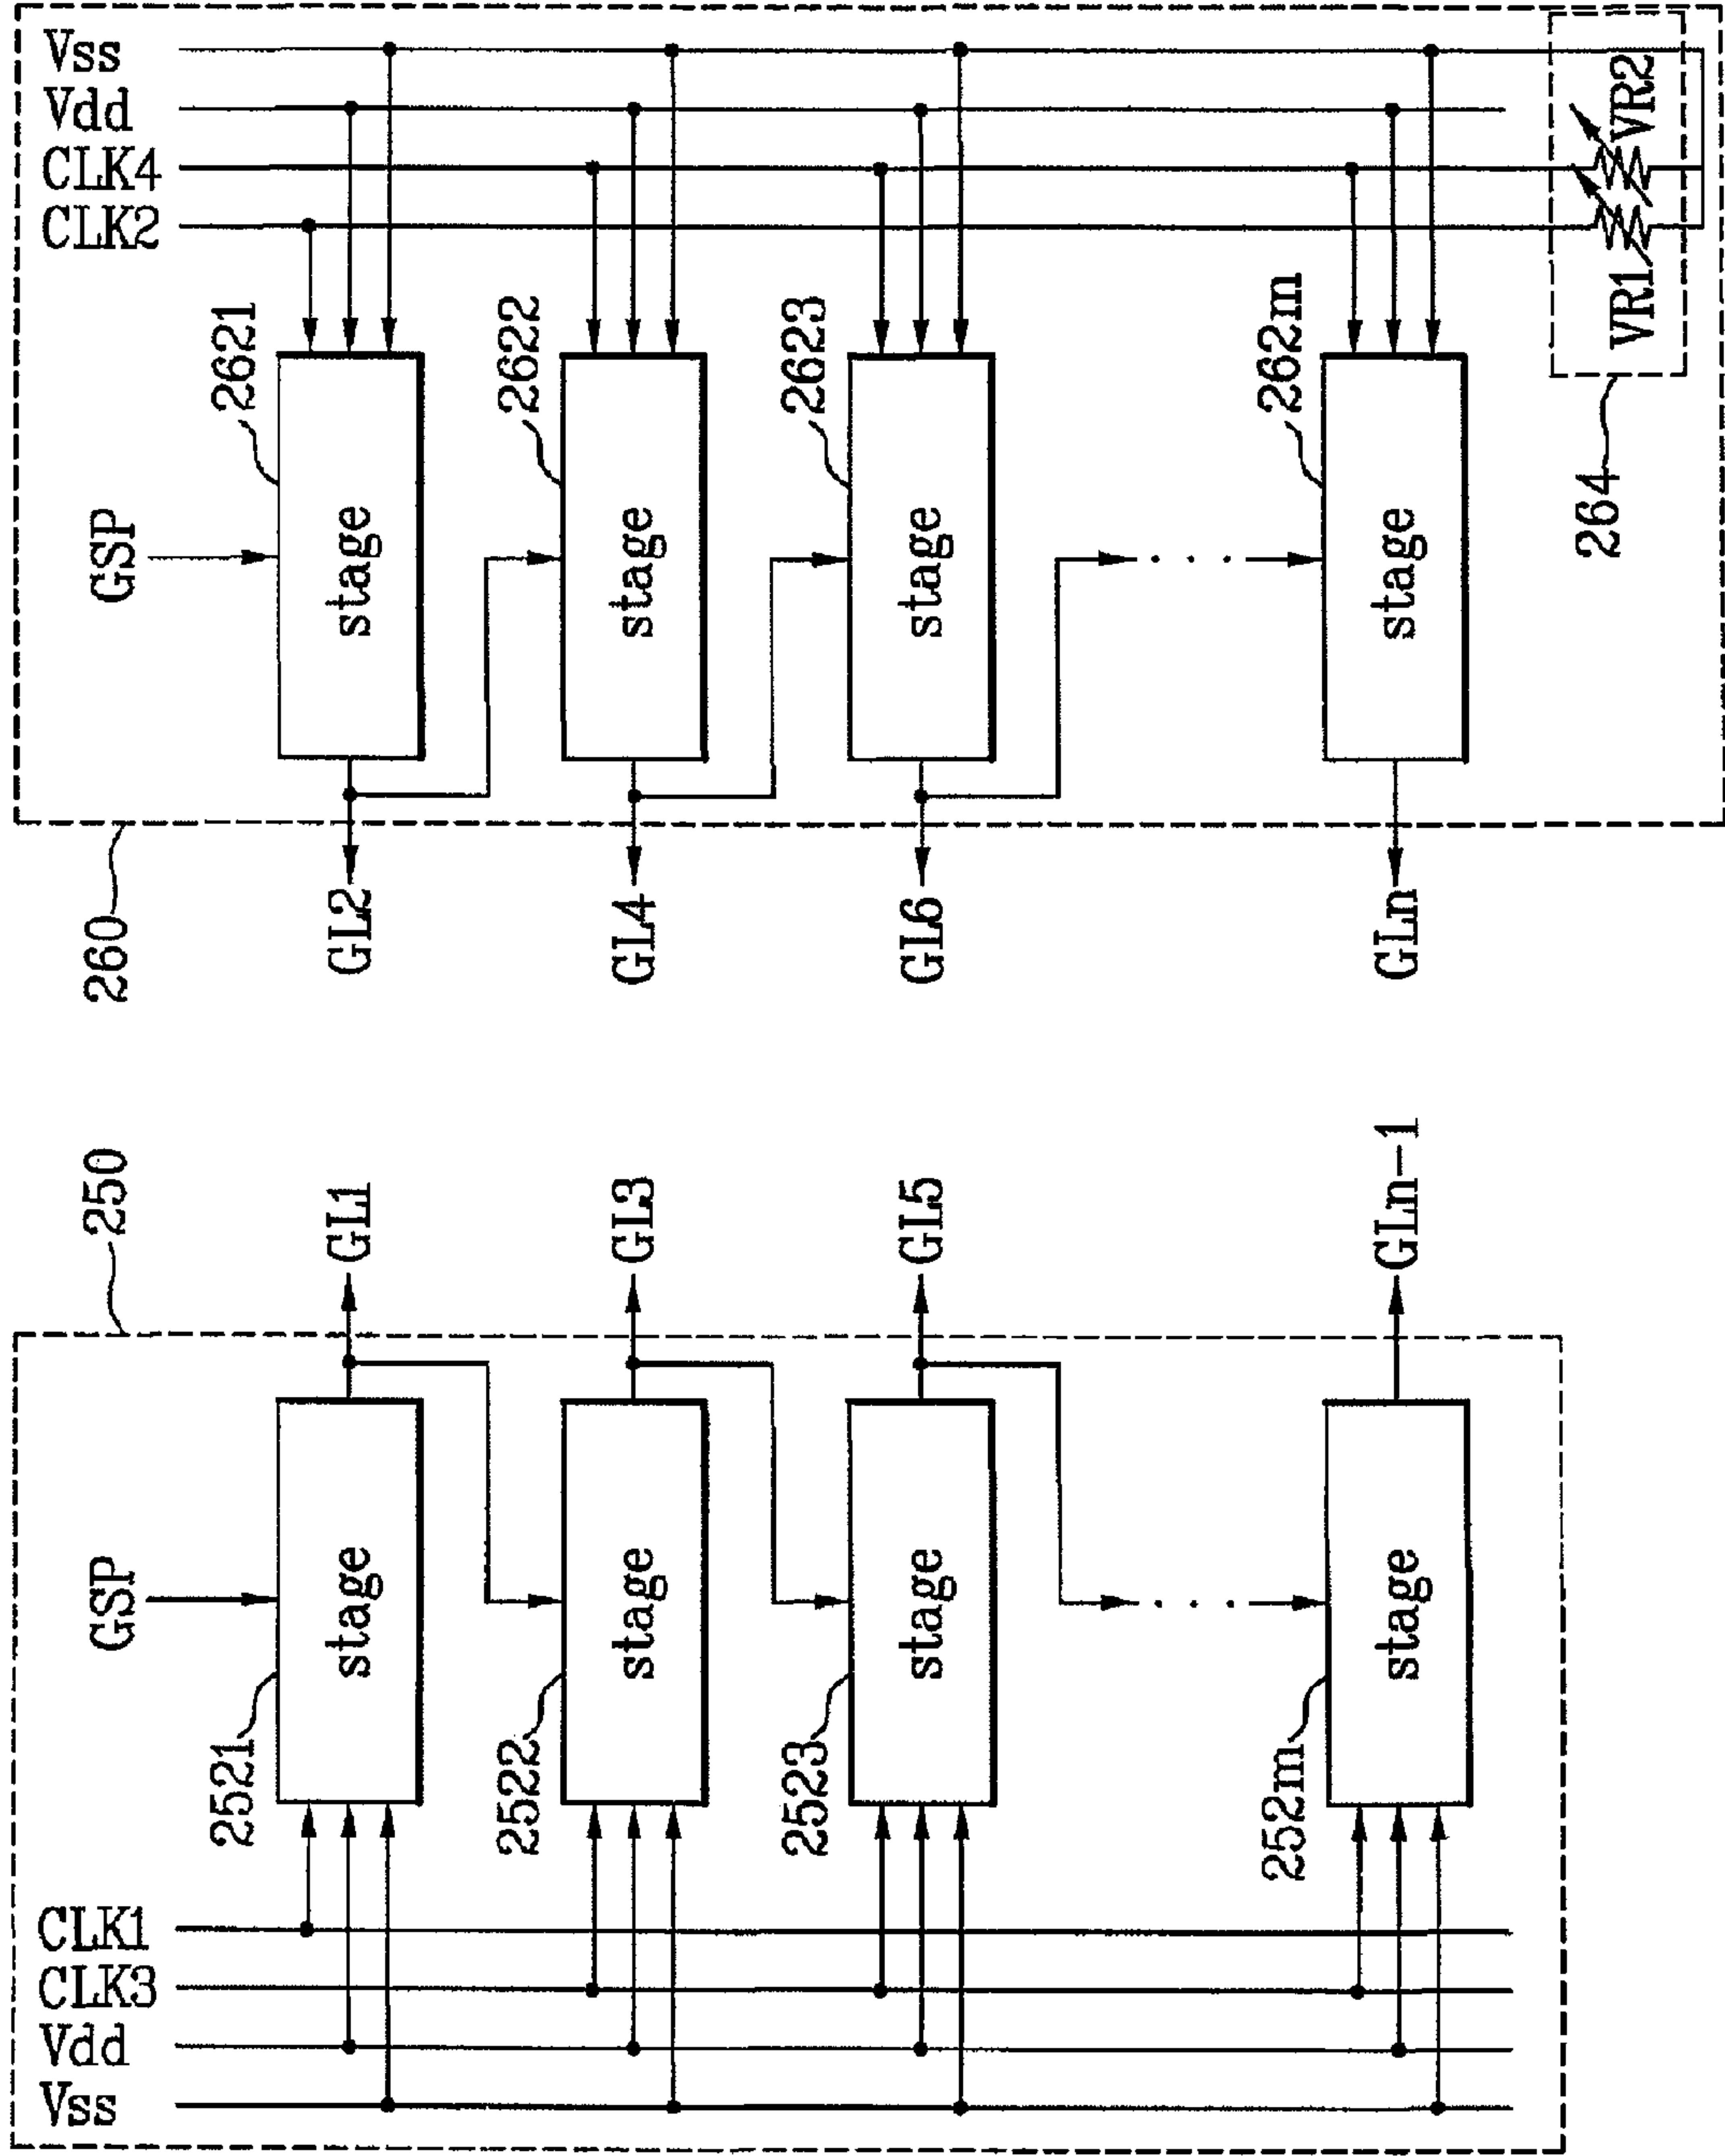 Vss
Vdd
CLK4
CLK2
GSP
2621
stage
GL2
2622
stage
GL4
2623
stage
GL6
. . .
262m
stage
GLn
VR1
VR2
264
260
250
GSP
CLK1
CLK3
Vdd
Vss
2521
stage
GL1
2522
stage
GL3
2523
stage
GL5
. . .
252m
stage
GLn-1